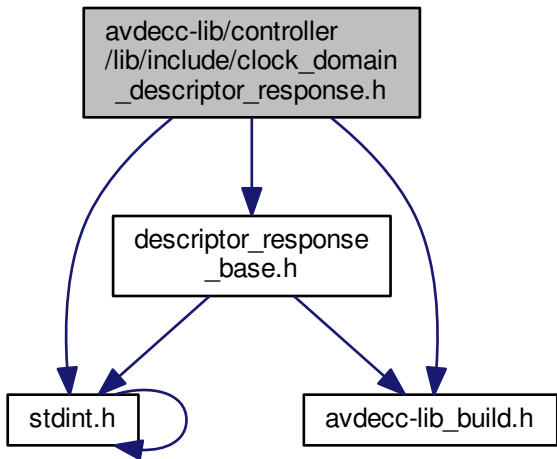 avdecc-lib/controller
/lib/include/clock_domain
_descriptor_response.h
descriptor_response
_base.h
stdint.h
avdecc-lib_build.h